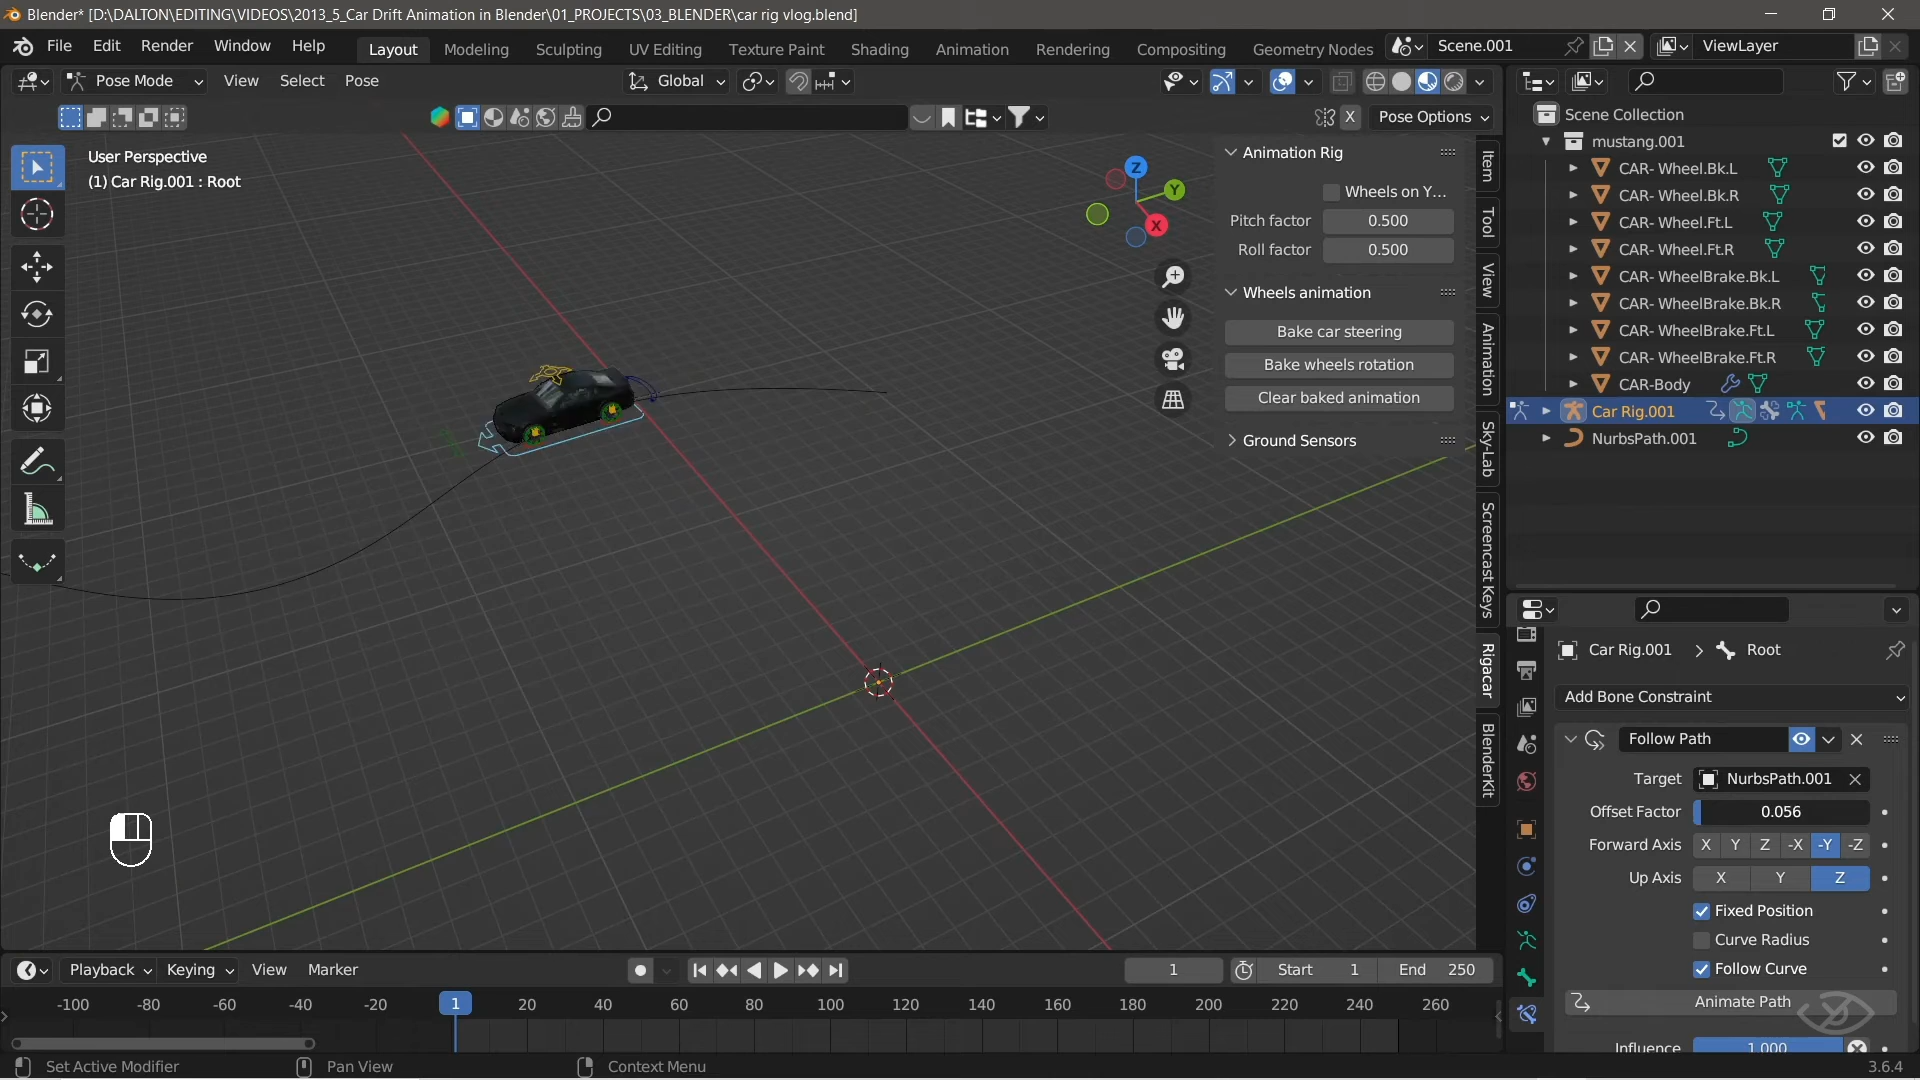 Blender* [D:\DALTON\EDITING\VIDEOS\2013_5_Car Drift Animation in Blender\01_PROJECTS\03_BLENDER\car rig vlog.blend]
File Edit Render Window Help Layout Modeling Sculpting UV Editing Texture Paint Shading Animation Rendering Compositing Geometry Nodes Scene.001 ViewLayer
Pose Mode View Select Pose Global
X Pose Options
User Perspective
(1) Car Rig.001 : Root
Z
Y
X
Animation Rig
Wheels on Y...
Pitch factor 0.500
Roll factor 0.500
Wheels animation
Bake car steering
Bake wheels rotation
Clear baked animation
Ground Sensors
Item
Tool
View
Animation
Sky-Lab
Screencast Keys
Rigacar
BlenderKit
Scene Collection
mustang.001
CAR- Wheel.Bk.L
CAR- Wheel.Bk.R
CAR- Wheel.Ft.L
CAR- Wheel.Ft.R
CAR- WheelBrake.Bk.L
CAR- WheelBrake.Bk.R
CAR- WheelBrake.Ft.L
CAR- WheelBrake.Ft.R
CAR-Body
Car Rig.001
NurbsPath.001
Car Rig.001 > Root
Add Bone Constraint
Follow Path
Target NurbsPath.001
Offset Factor 0.056
Forward Axis X Y Z -X -Y -Z
Up Axis X Y Z
Fixed Position
Curve Radius
Follow Curve
Animate Path
Influence 1.000
Playback Keying View Marker 1 Start 1 End 250
-100 -80 -60 -40 -20 1 20 40 60 80 100 120 140 160 180 200 220 240 260
Set Active Modifier Pan View Context Menu 3.6.4